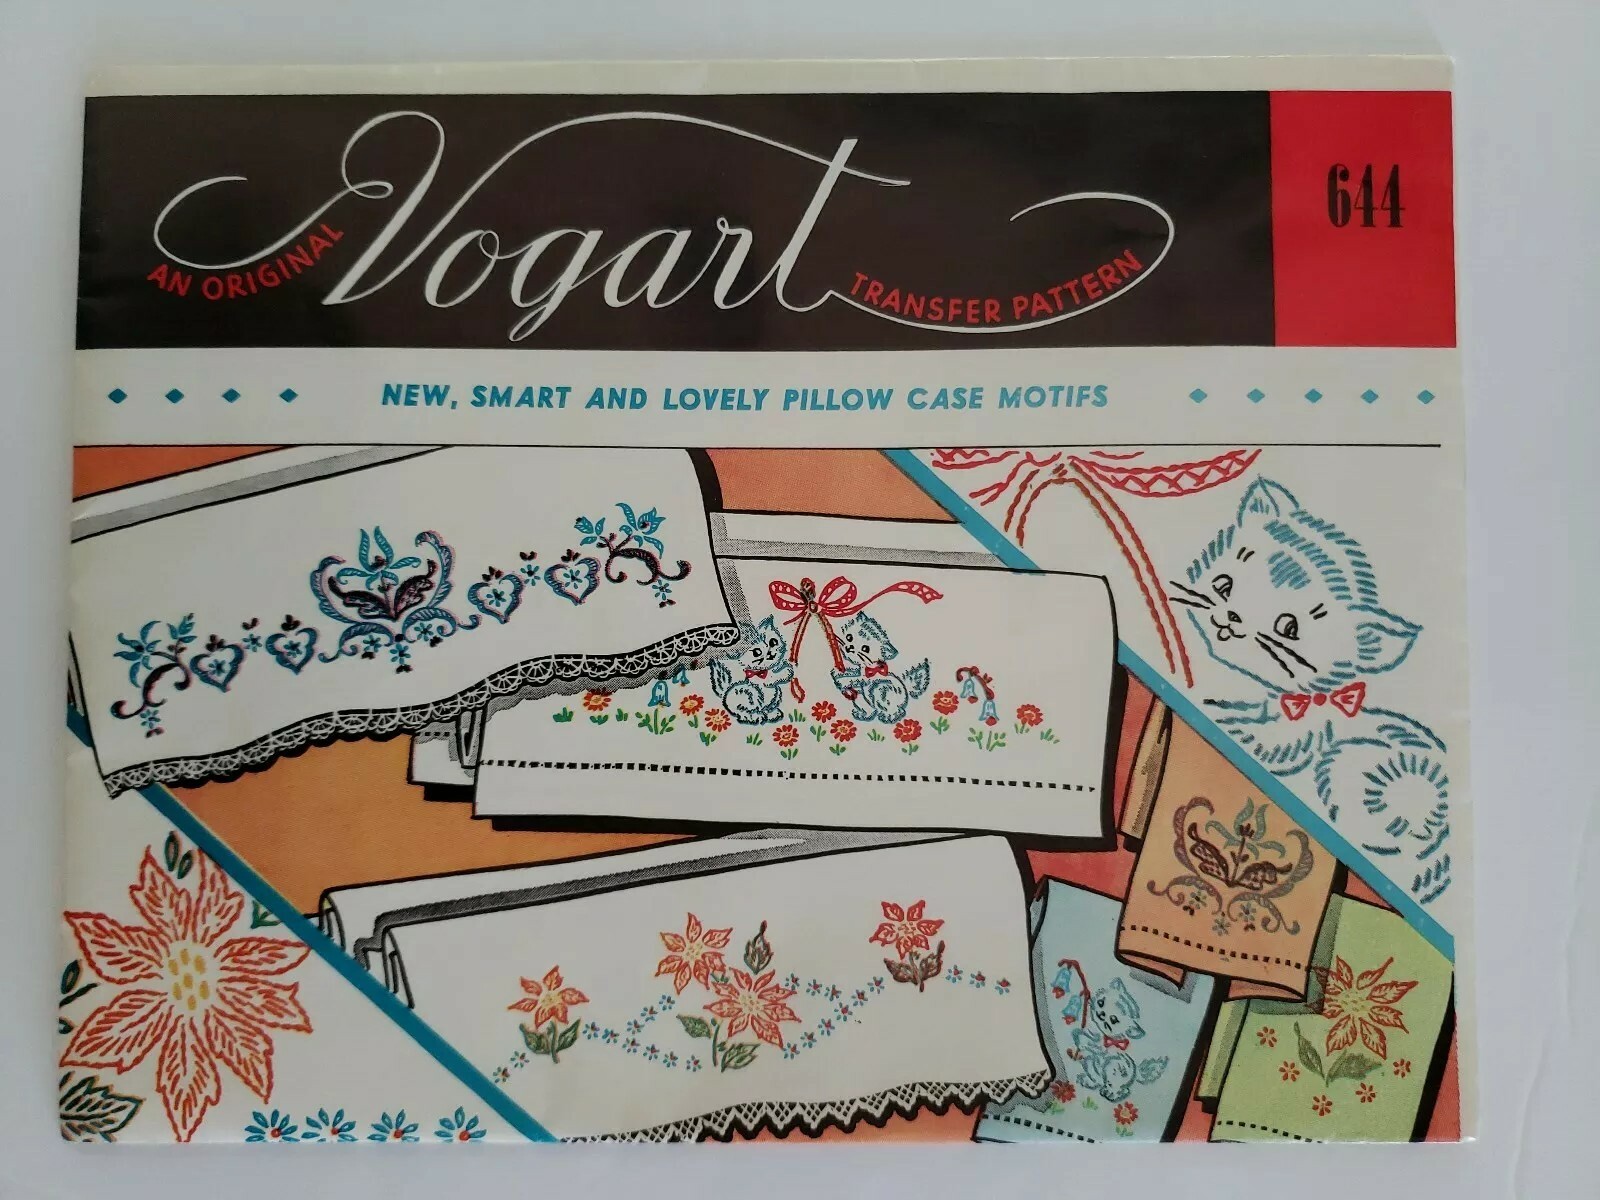 AN ORIGINAL Vogart TRANSFER PATTERN
644
NEW, SMART AND LOVELY PILLOW CASE MOTIFS